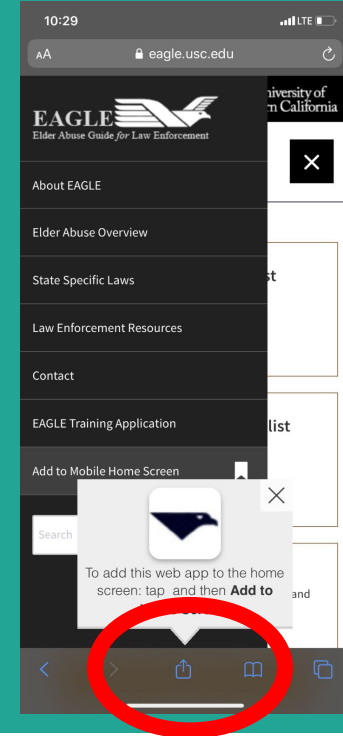 10:29
LTE
AA
eagle.usc.edu
iversity of
rn California
EAGLE
Elder Abuse Guide for Law Enforcement
About EAGLE
Elder Abuse Overview
State Specific Laws
st
Law Enforcement Resources
Contact
EAGLE Training Application
list
Add to Mobile Home Screen
Search
To add this web app to the home
screen: tap and then Add to
and